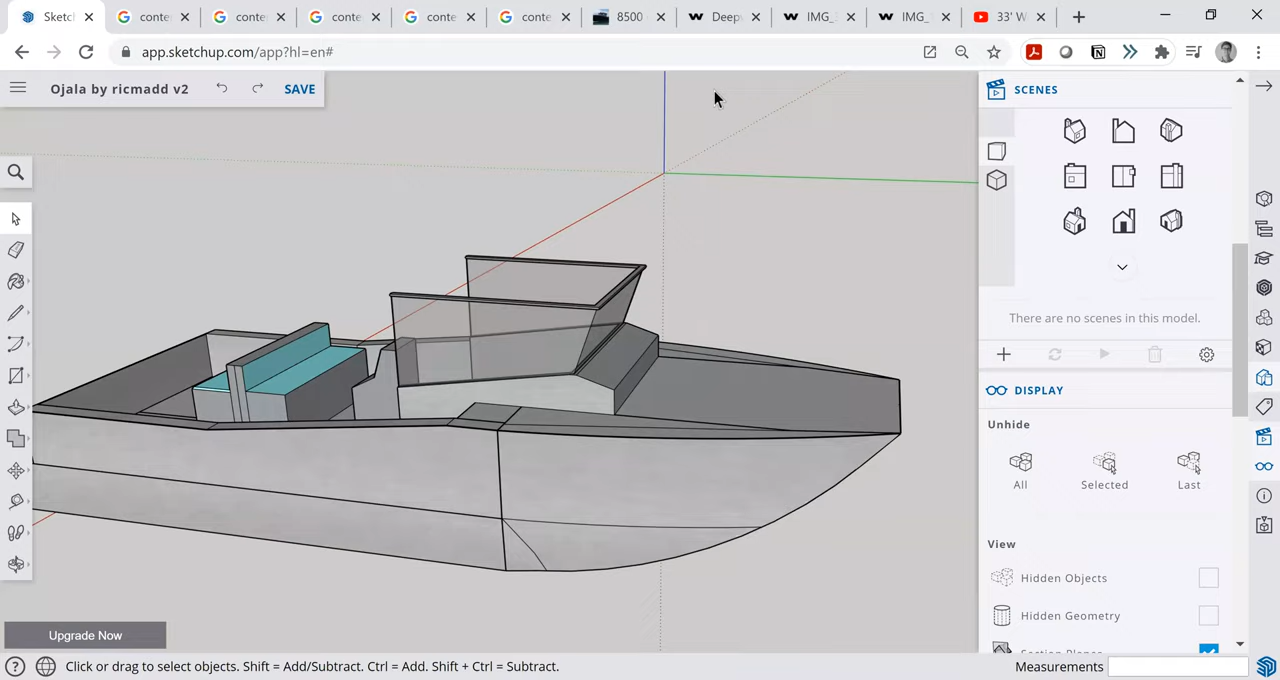 Sketcl
conter
conter
conte
conte
conte
8500
Deep
IMG_
IMG_
33' W
app.sketchup.com/app?hl=en#
Ojala by ricmadd v2
SAVE
SCENES
There are no scenes in this model.
DISPLAY
Unhide
All
Selected
Last
View
Hidden Objects
Hidden Geometry
Upgrade Now
Click or drag to select objects. Shift = Add/Subtract. Ctrl = Add. Shift + Ctrl = Subtract.
Measurements